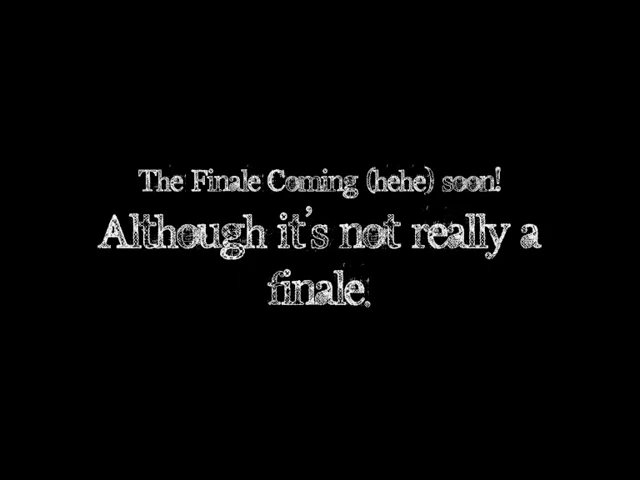 The Finale Coming (hehe) soon!
Although it's not really a
finale.